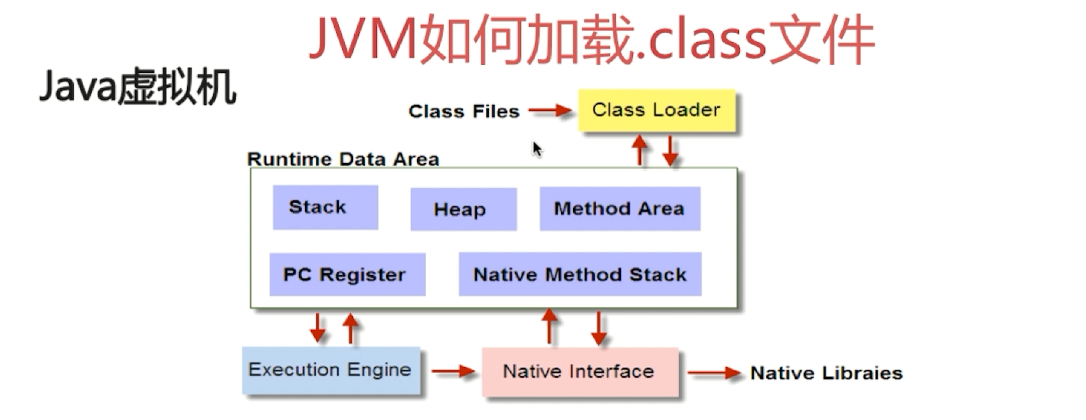 JVM如何加载.class文件
Java虚拟机
Class Files
Class Loader
Runtime Data Area
Stack
Heap
Method Area
PC Register
Native Method Stack
Execution Engine
Native Interface
Native Libraies